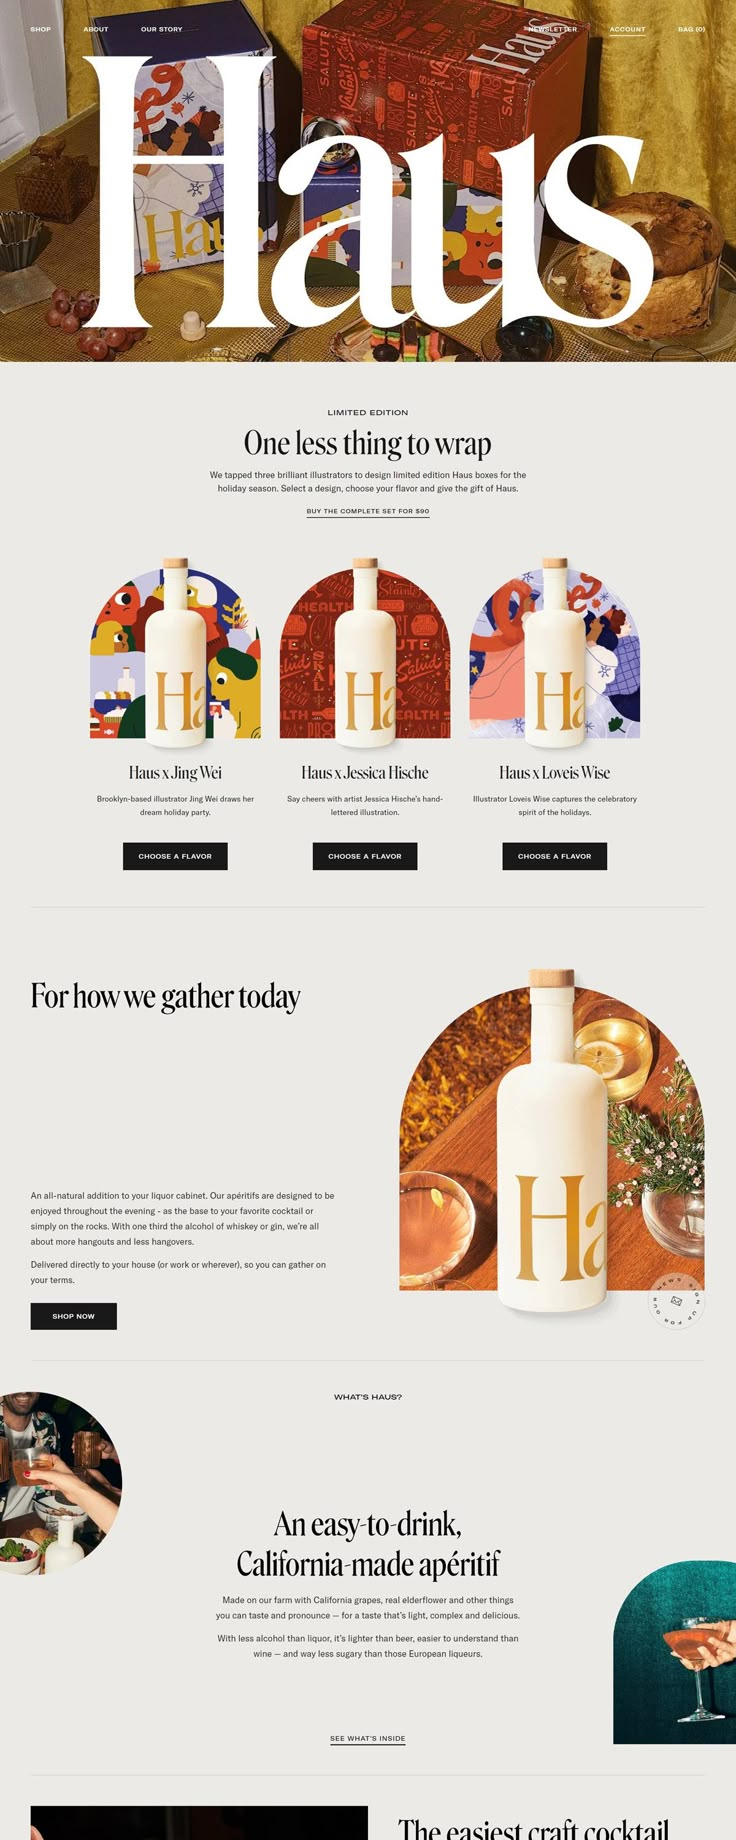 SHOP ABOUT OUR STORY NEWSLETTER ACCOUNT BAG (0)
Haus
LIMITED EDITION
One less thing to wrap
We tapped three brilliant illustrators to design limited edition Haus boxes for the
holiday season. Select a design, choose your flavor and give the gift of Haus.
BUY THE COMPLETE SET FOR $90
Ha
Ha
Ha
Haus x Jing Wei
Haus x Jessica Hische
Haus x Loveis Wise
Brooklyn-based illustrator Jing Wei draws her
dream holiday party.
Say cheers with artist Jessica Hische's hand-
lettered illustration.
Illustrator Loveis Wise captures the celebratory
spirit of the holidays.
CHOOSE A FLAVOR
CHOOSE A FLAVOR
CHOOSE A FLAVOR
For how we gather today
An all-natural addition to your liquor cabinet. Our apéritifs are designed to be
enjoyed throughout the evening - as the base to your favorite cocktail or
simply on the rocks. With one third the alcohol of whiskey or gin, we're all
about more hangouts and less hangovers.
Delivered directly to your house (or work or wherever), so you can gather on
your terms.
SHOP NOW
Ha
SIGN UP FOR OUR NEWS
WHAT'S HAUS?
An easy-to-drink,
California-made apéritif
Made on our farm with California grapes, real elderflower and other things
you can taste and pronounce — for a taste that's light, complex and delicious.
With less alcohol than liquor, it's lighter than beer, easier to understand than
wine — and way less sugary than those European liqueurs.
SEE WHAT'S INSIDE
The easiest craft cocktail